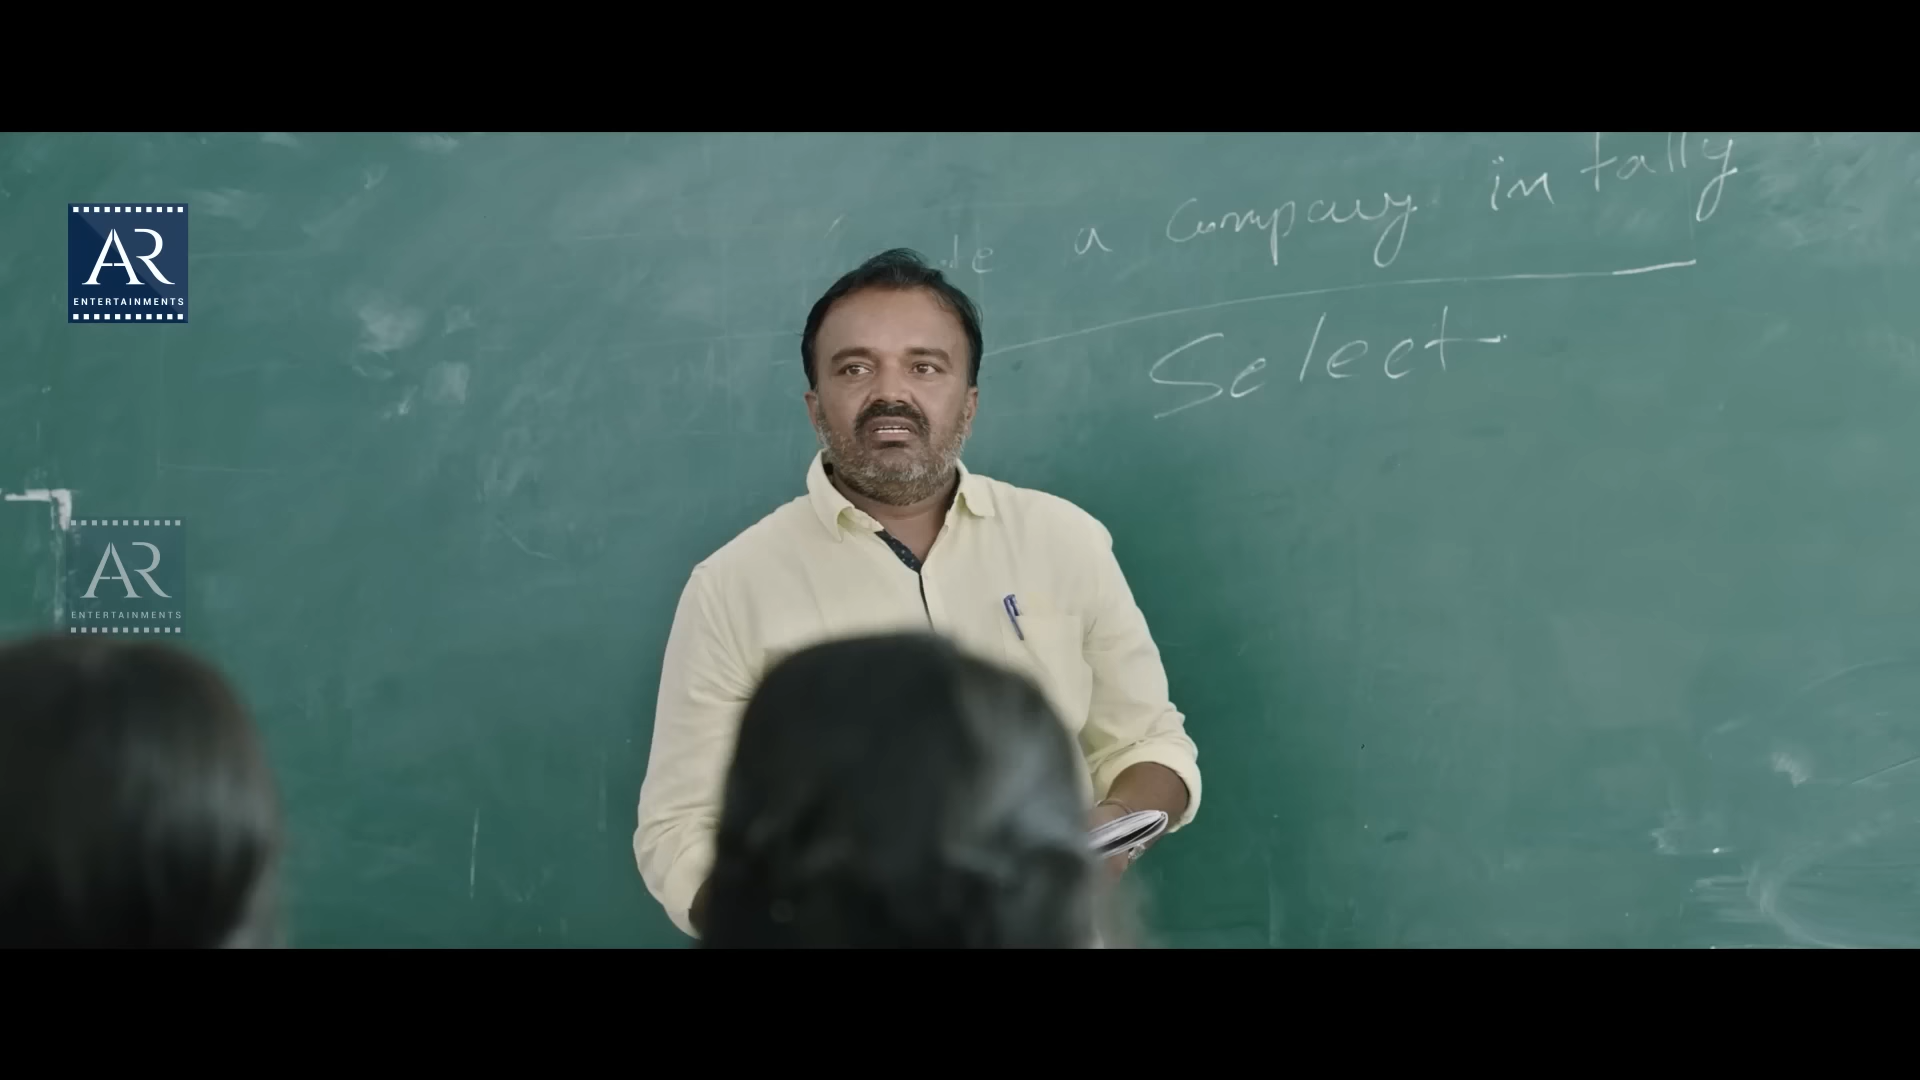 a Company in tally
Select
AR
ENTERTAINMENTS
AR
ENTERTAINMENTS